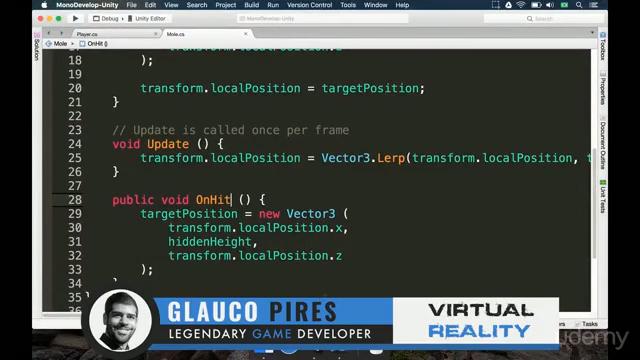 MonoDevelop-Unity File Edit View Search Project Build Run Version Control Tools Window Help
Debug › Unity Editor
MonoDevelop-Unity
Search
Player.cs × Mole.cs ×
Mole › OnHit ()
Solution
Toolbox
Properties
Document Outline
Unit Tests
18 );
19
20 transform.localPosition = targetPosition;
21 }
22
23 // Update is called once per frame
24 void Update () {
25 transform.localPosition = Vector3.Lerp(transform.localPosition, t
26 }
27
28 public void OnHit () {
29 targetPosition = new Vector3 (
30 transform.localPosition.x,
31 hiddenHeight,
32 transform.localPosition.z
33 );
34
35 }
GLAUCO PIRES
LEGENDARY GAME DEVELOPER
VIRTUAL
REALITY
Tasks
udemy